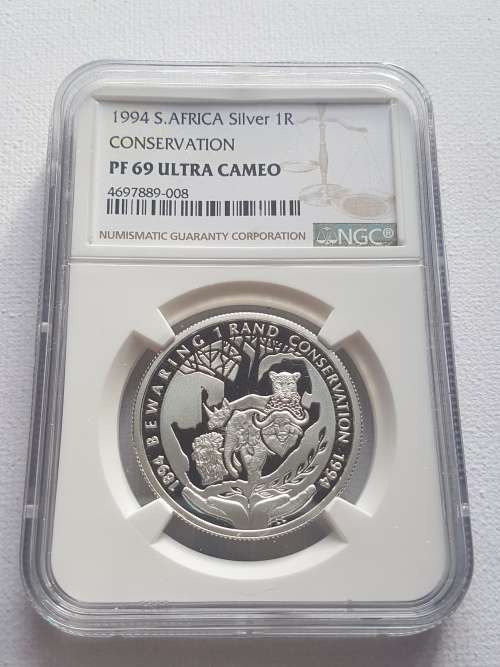 1994 S.AFRICA Silver 1R
CONSERVATION
PF 69 ULTRA CAMEO
4697889-008
NUMISMATIC GUARANTY CORPORATION
NGC®
1894 BEWARING 1 RAND CONSERVATION 1994